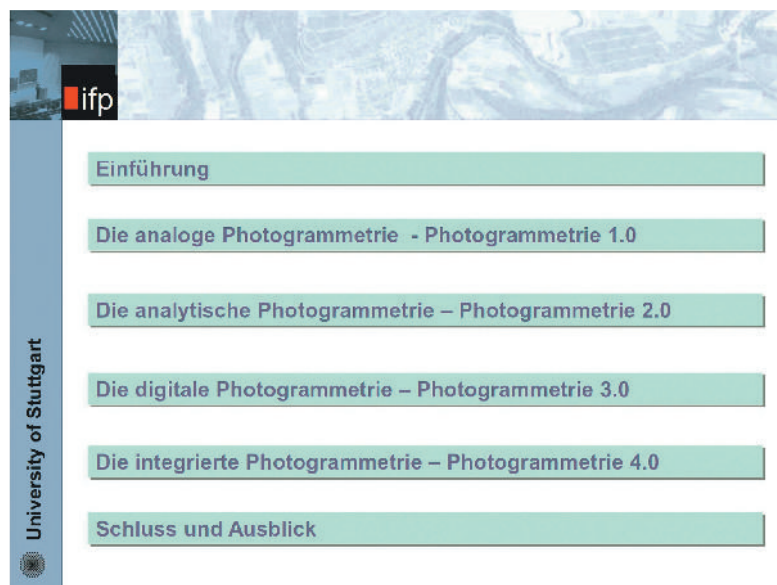 ifp
Einführung
Die analoge Photogrammetrie - Photogrammetrie 1.0
Die analytische Photogrammetrie – Photogrammetrie 2.0
Die digitale Photogrammetrie – Photogrammetrie 3.0
Die integrierte Photogrammetrie – Photogrammetrie 4.0
Schluss und Ausblick
University of Stuttgart